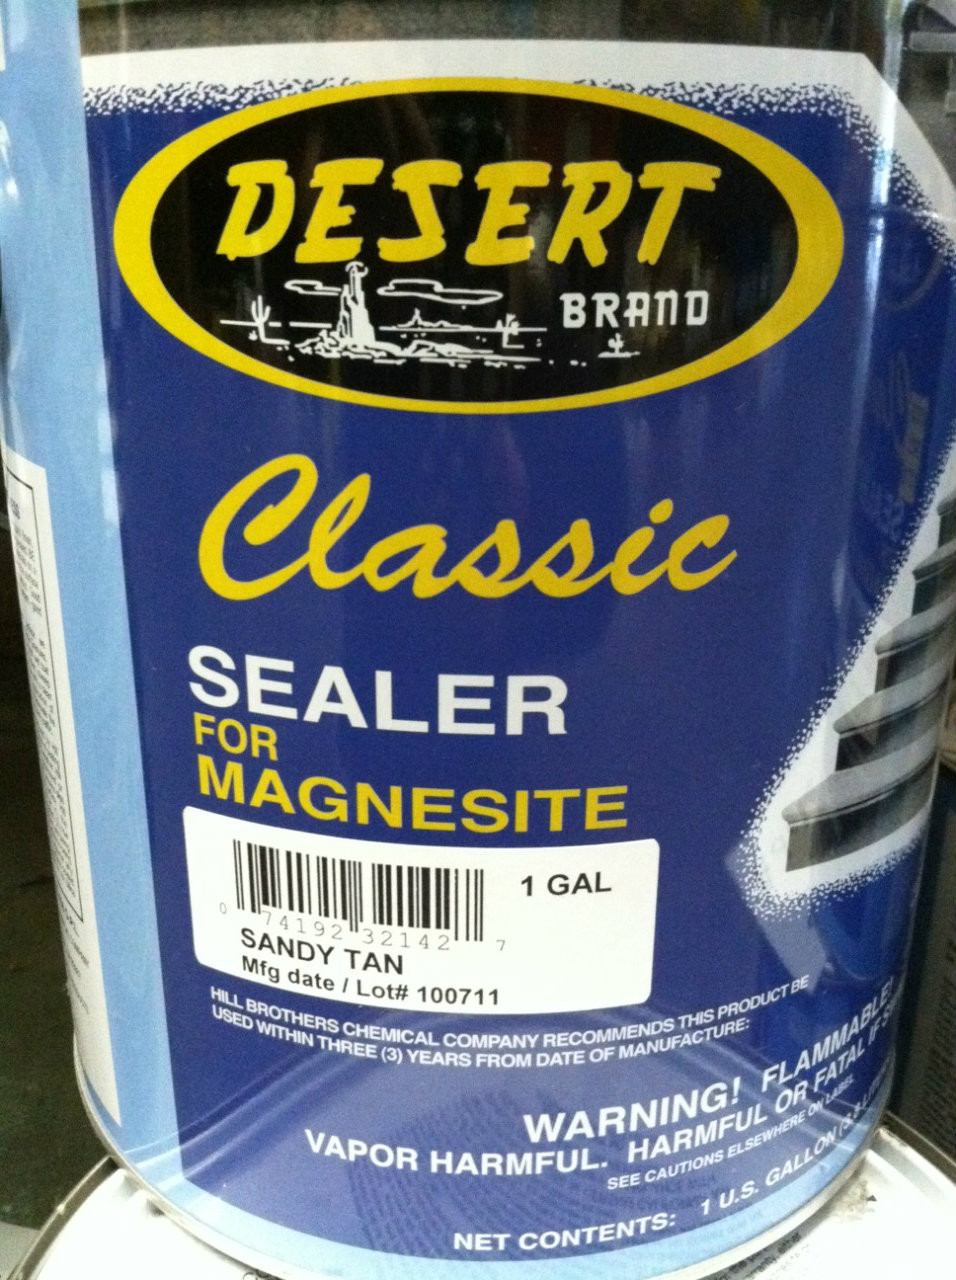 DESERT
BRAND
Classic
SEALER
FOR
MAGNESITE
1 GAL
0 74192 32142 7
SANDY TAN
Mfg date / Lot# 100711
HILL BROTHERS CHEMICAL COMPANY RECOMMENDS THIS PRODUCT BE
USED WITHIN THREE (3) YEARS FROM DATE OF MANUFACTURE:
WARNING! FLAMMABLE!
VAPOR HARMFUL. HARMFUL OR FATAL IF
SEE CAUTIONS ELSEWHERE ON LABEL
NET CONTENTS: 1 U.S. GALLON